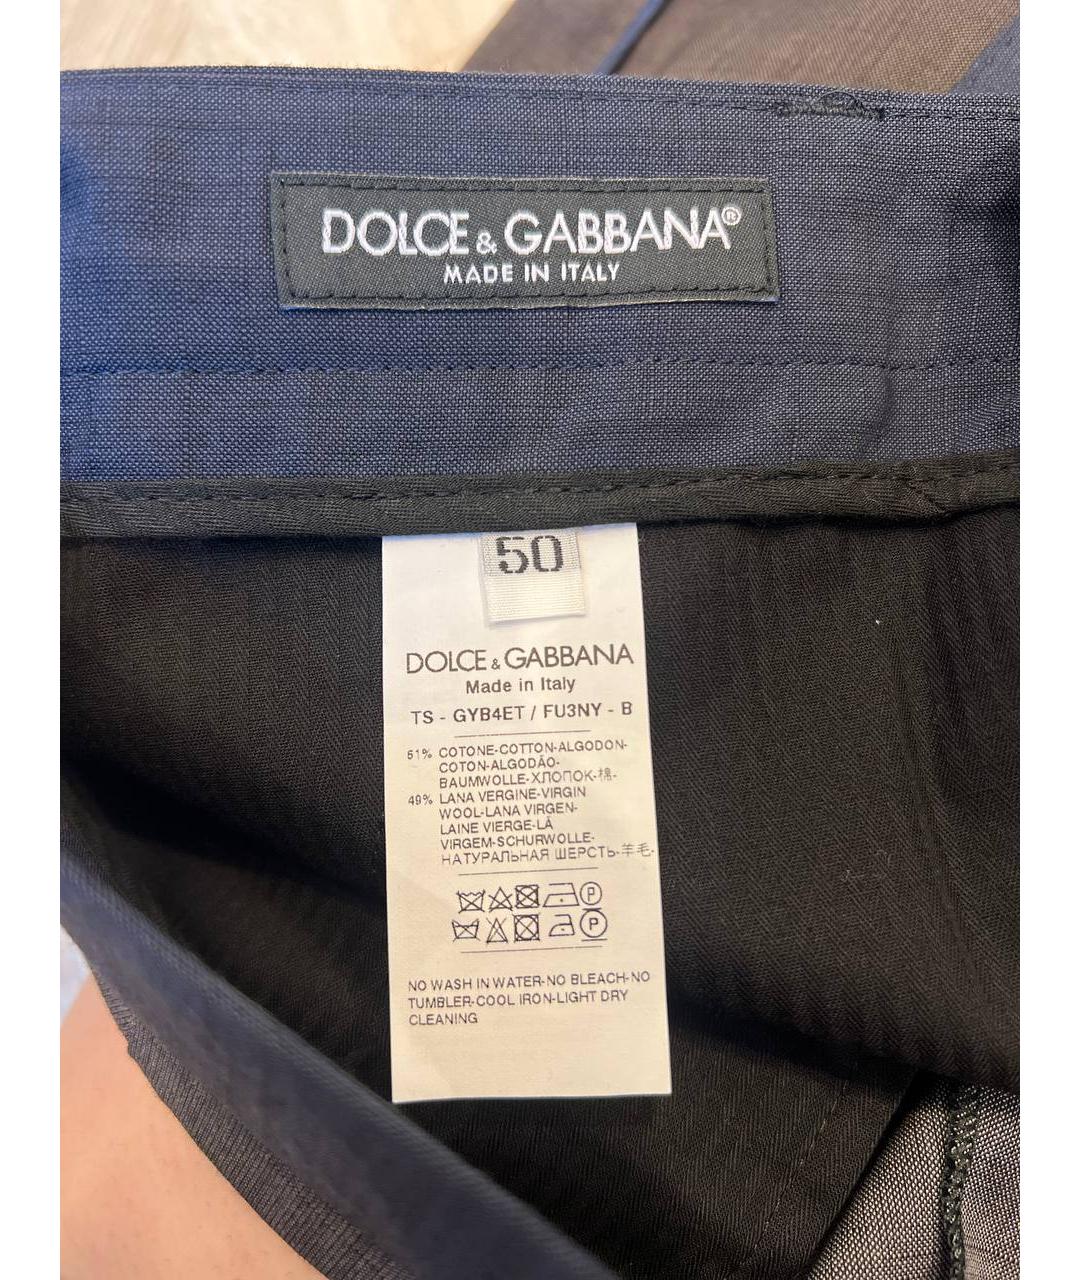 DOLCE & GABBANA®
MADE IN ITALY
50
DOLCE & GABBANA
Made in Italy
TS - GYB4ET / FU3NY - B
51% COTONE-COTTON-ALGODON-
COTON-ALGODÃO-
BAUMWOLLE-ХЛОПОК-棉-
49% LANA VERGINE-VIRGIN
WOOL-LANA VIRGEN-
LAINE VIERGE-LÃ
VIRGEM-SCHURWOLLE-
НАТУРАЛЬНАЯ ШЕРСТЬ-羊毛-
P
P
NO WASH IN WATER-NO BLEACH-NO
TUMBLER-COOL IRON-LIGHT DRY
CLEANING